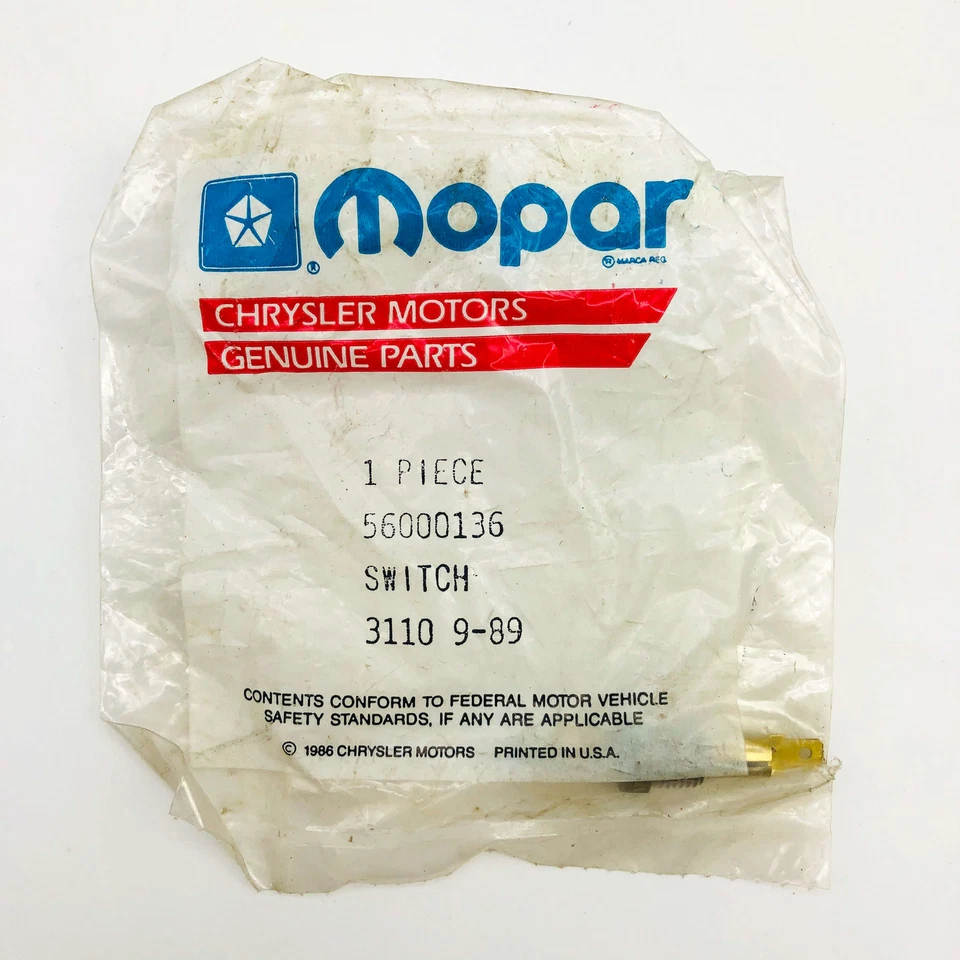 ® mopar
® MARCA REG.
CHRYSLER MOTORS
GENUINE PARTS
1 PIECE
56000136
SWITCH
3110 9-89
CONTENTS CONFORM TO FEDERAL MOTOR VEHICLE
SAFETY STANDARDS, IF ANY ARE APPLICABLE
© 1986 CHRYSLER MOTORS PRINTED IN U.S.A.